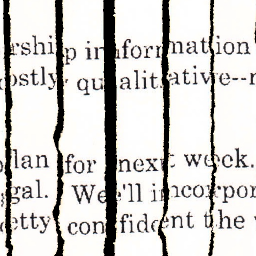 rship information
ostly qualitative--
plan for next week.
gal. We'll incorpor
etty confident the